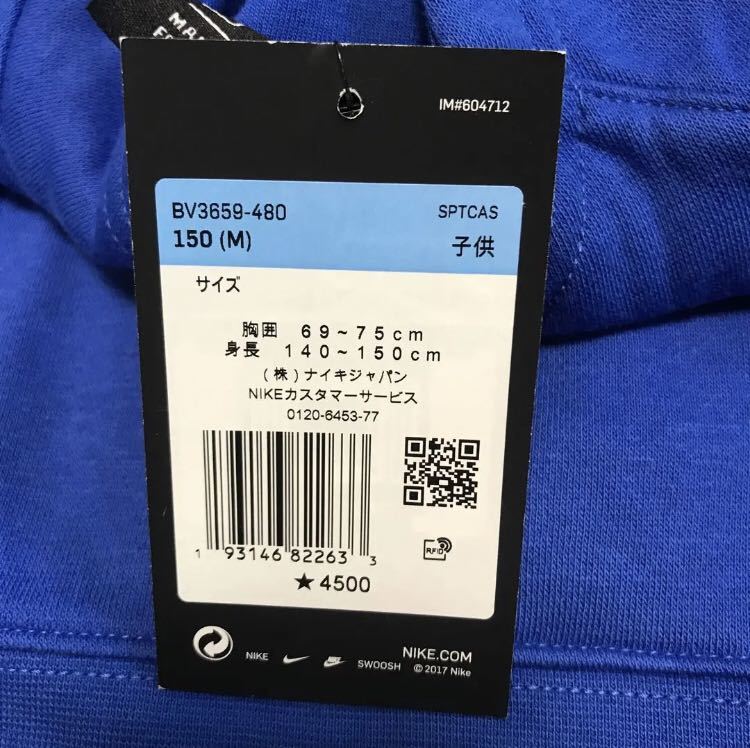 IM#604712
BV3659-480
SPTCAS
150 (M)
子供
サイズ
胸囲 69~75cm
身長 140~150cm
(株)ナイキジャパン
NIKEカスタマーサービス
0120-6453-77
1 93146 82263 3
RFID
★4500
NIKE
SWOOSH
NIKE.COM
© 2017 Nike